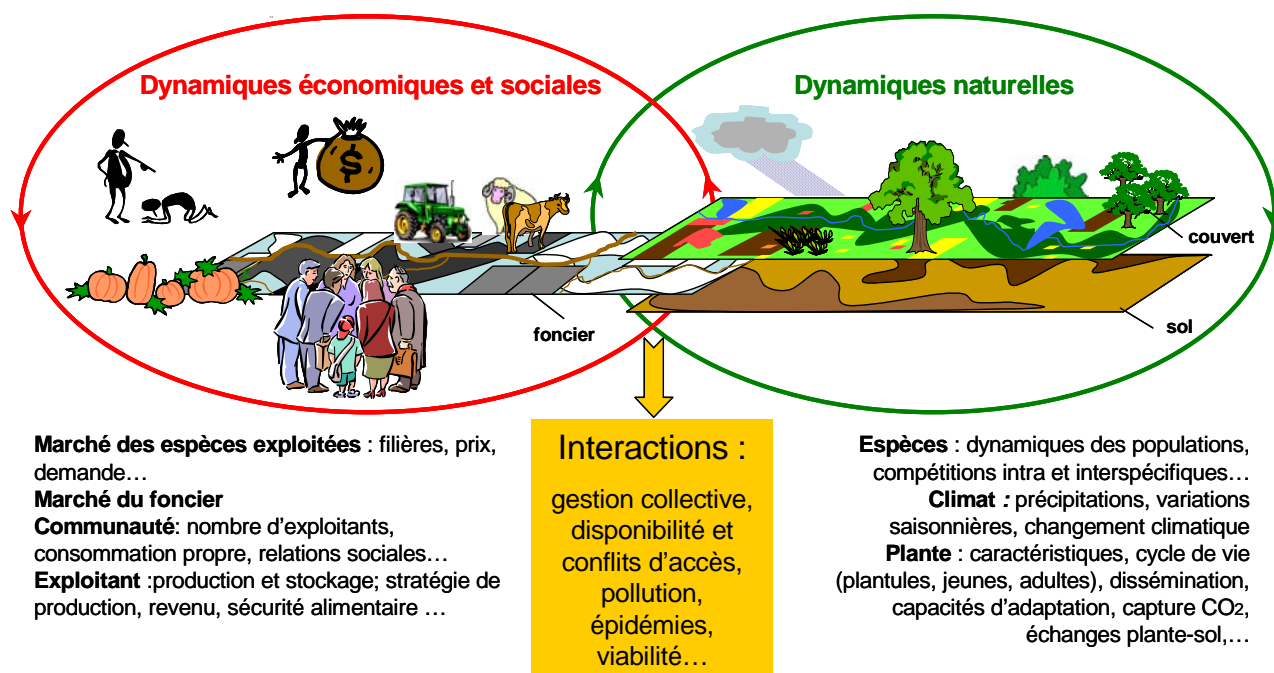 Dynamiques économiques et sociales
Dynamiques naturelles
$
couvert
foncier
sol
Marché des espèces exploitées : filières, prix,
demande…
Marché du foncier
Communauté: nombre d'exploitants,
consommation propre, relations sociales…
Exploitant :production et stockage; stratégie de
production, revenu, sécurité alimentaire …
Interactions :
gestion collective,
disponibilité et
conflits d'accès,
pollution,
épidémies,
viabilité…
Espèces : dynamiques des populations,
compétitions intra et interspécifiques…
Climat : précipitations, variations
saisonnières, changement climatique
Plante : caractéristiques, cycle de vie
(plantules, jeunes, adultes), dissémination,
capacités d'adaptation, capture CO2,
échanges plante-sol,…